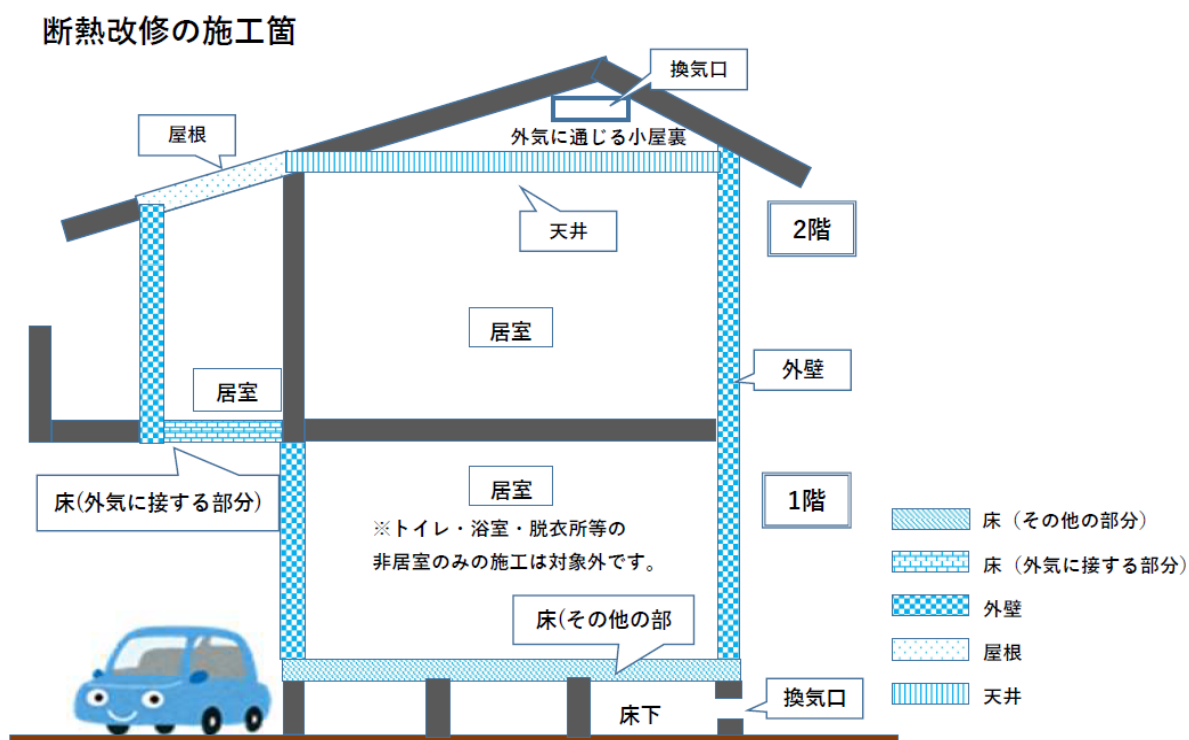 断熱改修の施工箇
換気口
屋根
外気に通じる小屋裏
天井
2階
居室
外壁
居室
床(外気に接する部分)
居室
1階
※トイレ・浴室・脱衣所等の
非居室のみの施工は対象外です。
床(その他の部
床下
換気口
床（その他の部分）
床（外気に接する部分）
外壁
屋根
天井